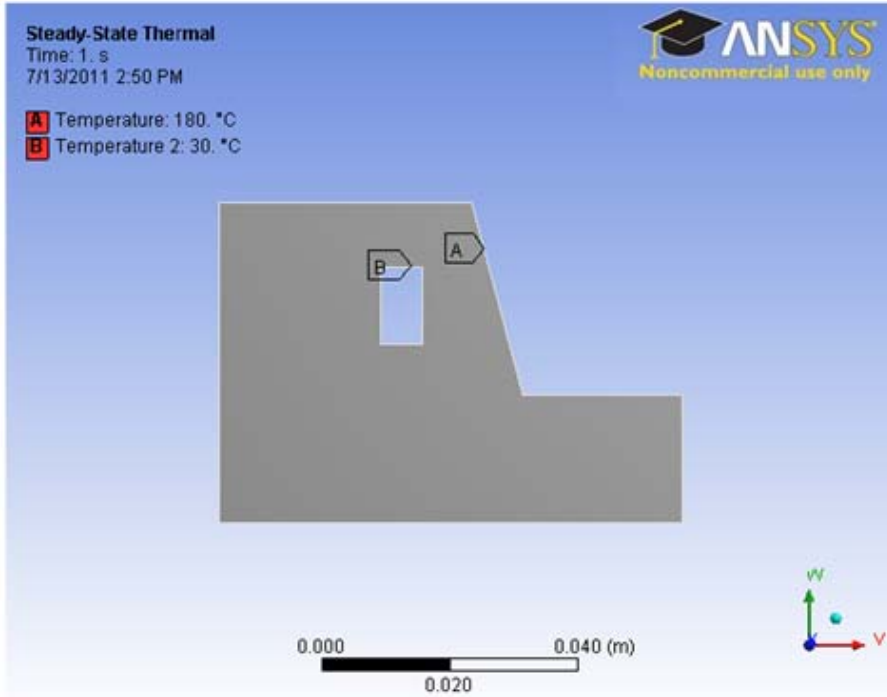 Steady-State Thermal
Time: 1. s
7/13/2011 2:50 PM
A Temperature: 180. °C
B Temperature 2: 30. °C
ANSYS
Noncommercial use only
A
B
W
V
0.000 0.040 (m)
0.020